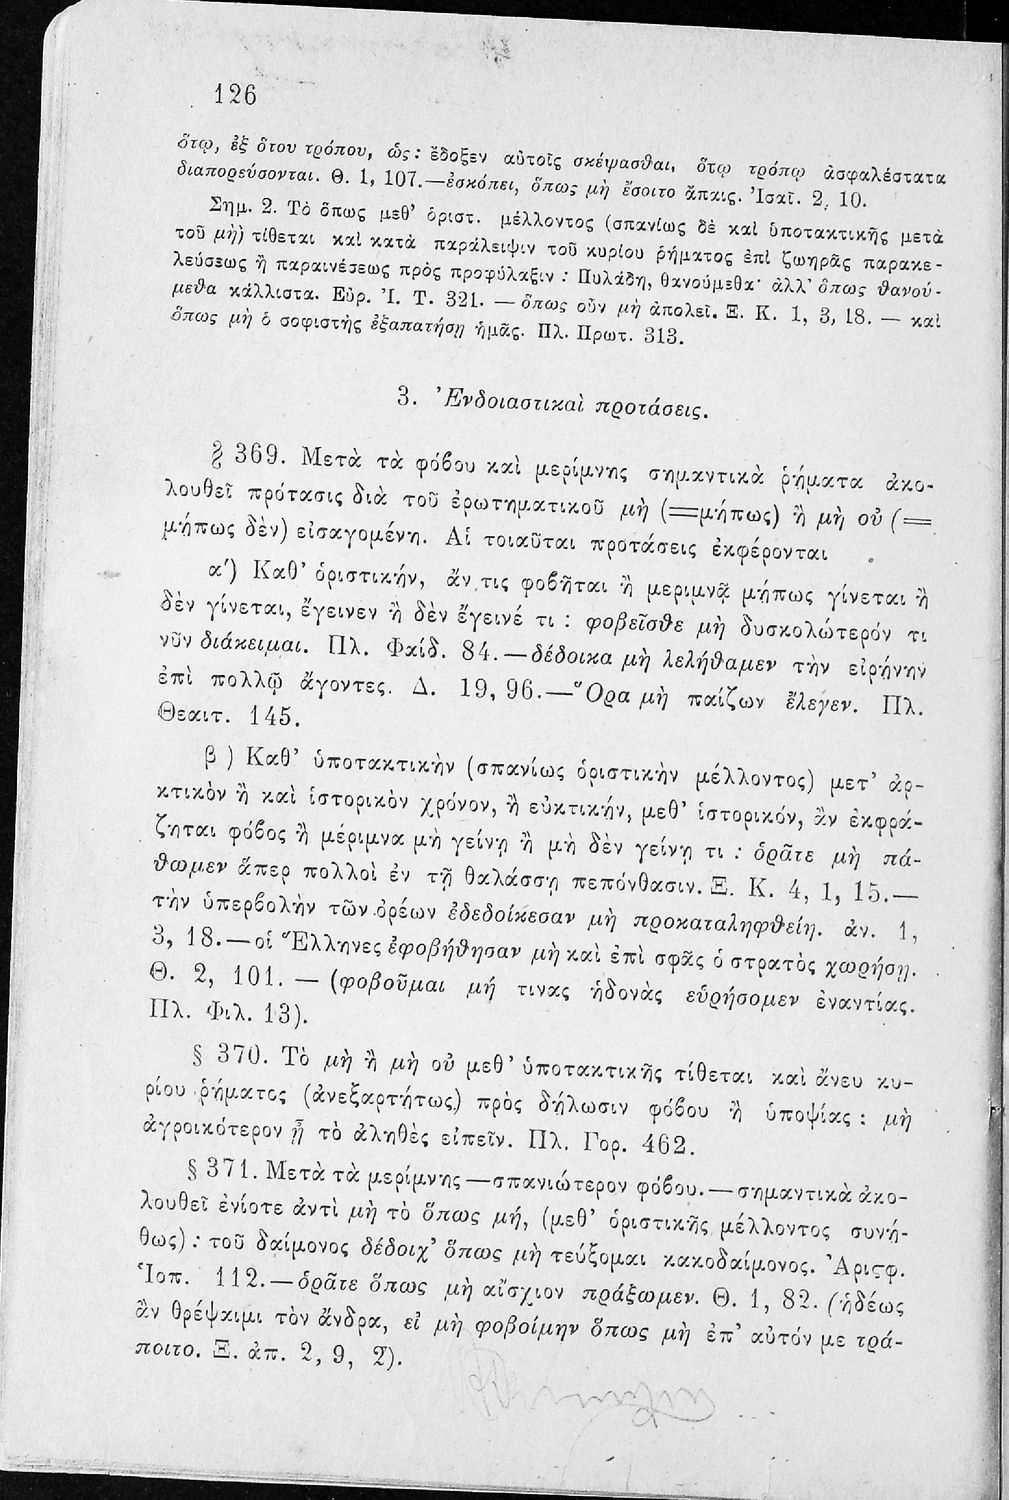 126
ὅτῳ, ἐξ ὅτου τρόπου, ὡς : ἔδοξεν αὐτοῖς σκέψασθαι, ὅτῳ τρόπῳ ἀσφαλέστατα
διαπορεύσονται. Θ. 1, 107.—ἐσκόπει, ὅπως μὴ ἔσοιτο ἄπαις. Ἰσαῖ. 2, 10.
Σημ. 2. Τὸ ὅπως μεθ' ὁριστ. μέλλοντος (σπανίως δὲ καὶ ὑποτακτικῆς μετὰ
τοῦ μὴ) τίθεται καὶ κατὰ παράλειψιν τοῦ κυρίου ῥήματος ἐπὶ ζωηρᾶς παρακε-
λεύσεως ἢ παραινέσεως πρὸς προφύλαξιν : Πυλάδη, θανούμεθα· ἀλλ' ὅπως θανού-
μεθα κάλλιστα. Εὐρ. Ἰ. Τ. 321. — ὅπως οὖν μὴ ἀπολεῖ. Ξ. Κ. 1, 3, 18. — καὶ
ὅπως μὴ ὁ σοφιστὴς ἐξαπατήσῃ ἡμᾶς. Πλ. Πρωτ. 313.
3. Ἐνδοιαστικαὶ προτάσεις.
§ 369. Μετὰ τὰ φόβου καὶ μερίμνης σημαντικὰ ῥήματα ἀκο-
λουθεῖ πρότασις διὰ τοῦ ἐρωτηματικοῦ μὴ (=μήπως) ἢ μὴ οὐ (=
μήπως δὲν) εἰσαγομένη. Αἱ τοιαῦται προτάσεις ἐκφέρονται
α') Καθ' ὁριστικήν, ἄν τις φοβῆται ἢ μεριμνᾷ μήπως γίνεται ἢ
δὲν γίνεται, ἔγεινεν ἢ δὲν ἔγεινέ τι : φοβεῖσθε μὴ δυσκολώτερόν τι
νῦν διάκειμαι. Πλ. Φαίδ. 84.—δέδοικα μὴ λελήθαμεν τὴν εἰρήνην
ἐπὶ πολλῷ ἄγοντες. Δ. 19, 96.—Ὅρα μὴ παίζων ἔλεγεν. Πλ.
Θεαιτ. 145.
β ) Καθ' ὑποτακτικὴν (σπανίως ὁριστικὴν μέλλοντος) μετ' ἀρ-
κτικὸν ἢ καὶ ἱστορικὸν χρόνον, ἢ εὐκτικήν, μεθ' ἱστορικόν, ἂν ἐκφρά-
ζηται φόβος ἢ μέριμνα μὴ γείνῃ ἢ μὴ δὲν γείνῃ τι : ὁρᾶτε μὴ πά-
θωμεν ἅπερ πολλοὶ ἐν τῇ θαλάσσῃ πεπόνθασιν. Ξ. Κ. 4, 1, 15.—
τὴν ὑπερβολὴν τῶν ὀρέων ἐδεδοίκεσαν μὴ προκαταληφθείη. ἀν. 1,
3, 18.—οἱ Ἕλληνες ἐφοβήθησαν μὴ καὶ ἐπὶ σφᾶς ὁ στρατὸς χωρήσῃ.
Θ. 2, 101. — (φοβοῦμαι μή τινας ἡδονὰς εὑρήσομεν ἐναντίας.
Πλ. Φιλ. 13).
§ 370. Τὸ μὴ ἢ μὴ οὐ μεθ' ὑποτακτικῆς τίθεται καὶ ἄνευ κυ-
ρίου ῥήματος (ἀνεξαρτήτως) πρὸς δήλωσιν φόβου ἢ ὑποψίας : μὴ
ἀγροικότερον ᾖ τὸ ἀληθὲς εἰπεῖν. Πλ. Γορ. 462.
§ 371. Μετὰ τὰ μερίμνης —σπανιώτερον φόβου.—σημαντικὰ ἀκο-
λουθεῖ ἐνίοτε ἀντὶ μὴ τὸ ὅπως μή, (μεθ' ὁριστικῆς μέλλοντος συνή-
θως) : τοῦ δαίμονος δέδοιχ' ὅπως μὴ τεύξομαι κακοδαίμονος. Ἀριστφ.
Ἱοπ. 112.—ὁρᾶτε ὅπως μὴ αἴσχιον πράξωμεν. Θ. 1, 82. (ἡδέως
ἂν θρέψαιμι τὸν ἄνδρα, εἰ μὴ φοβοίμην ὅπως μὴ ἐπ' αὐτόν με τρά-
ποιτο. Ξ. ἀπ. 2, 9, 2).